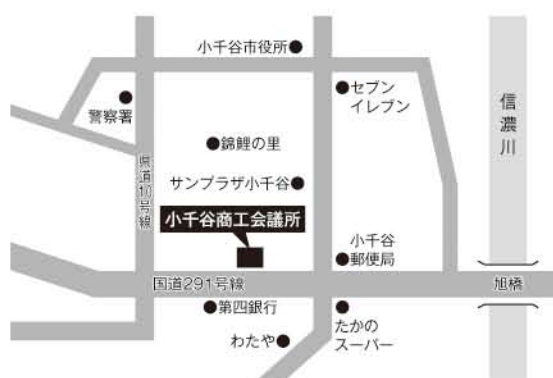 小千谷市役所
セブン
イレブン
警察署
信濃川
錦鯉の里
県道10号線
サンプラザ小千谷
小千谷商工会議所
小千谷
郵便局
国道291号線
旭橋
第四銀行
たかの
スーパー
わたや